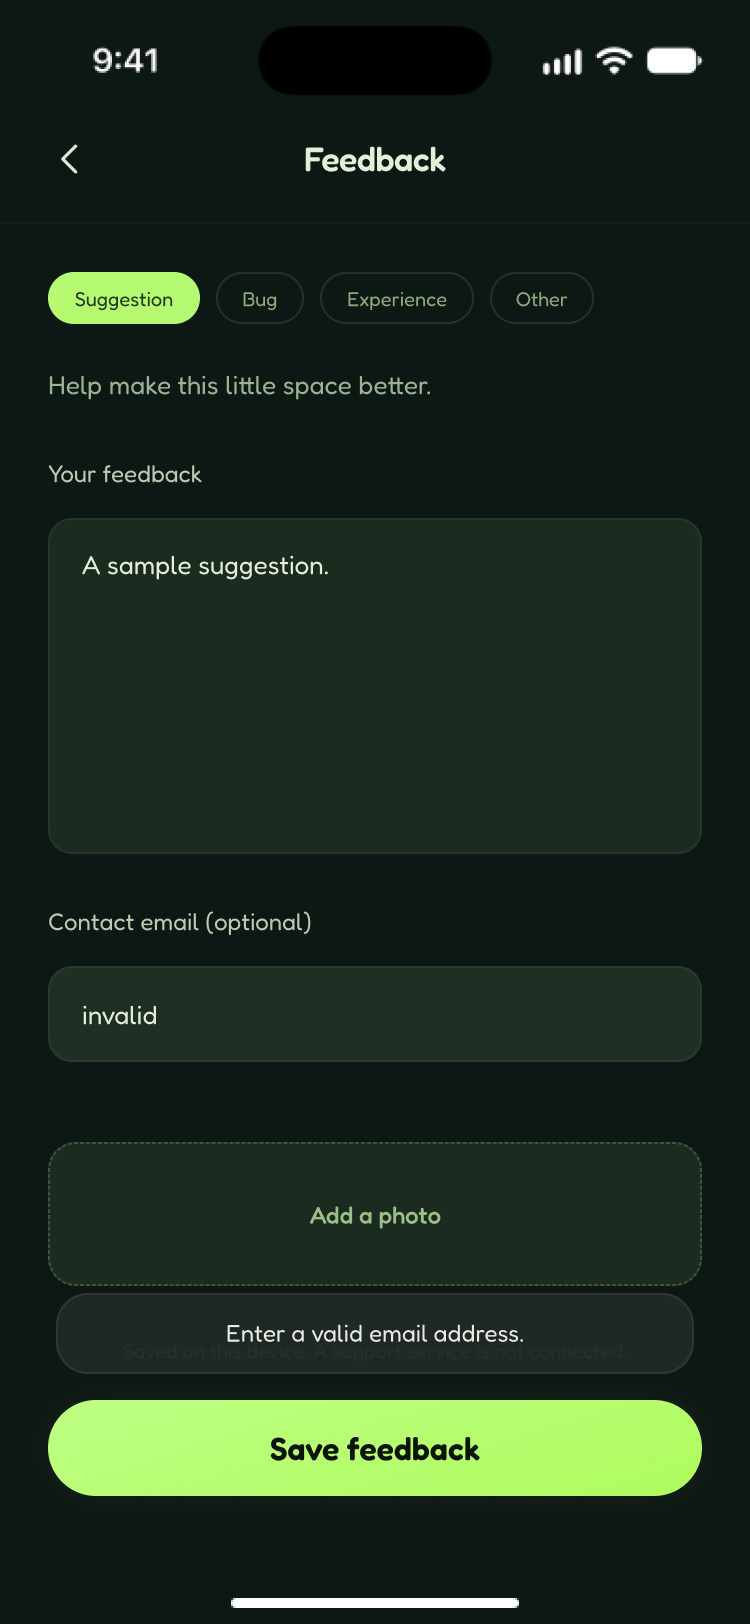 9:41
Feedback
Suggestion
Bug
Experience
Other
Help make this little space better.
Your feedback
A sample suggestion.
Contact email (optional)
invalid
Add a photo
Enter a valid email address.
Saved on this device. A support service is not connected.
Save feedback